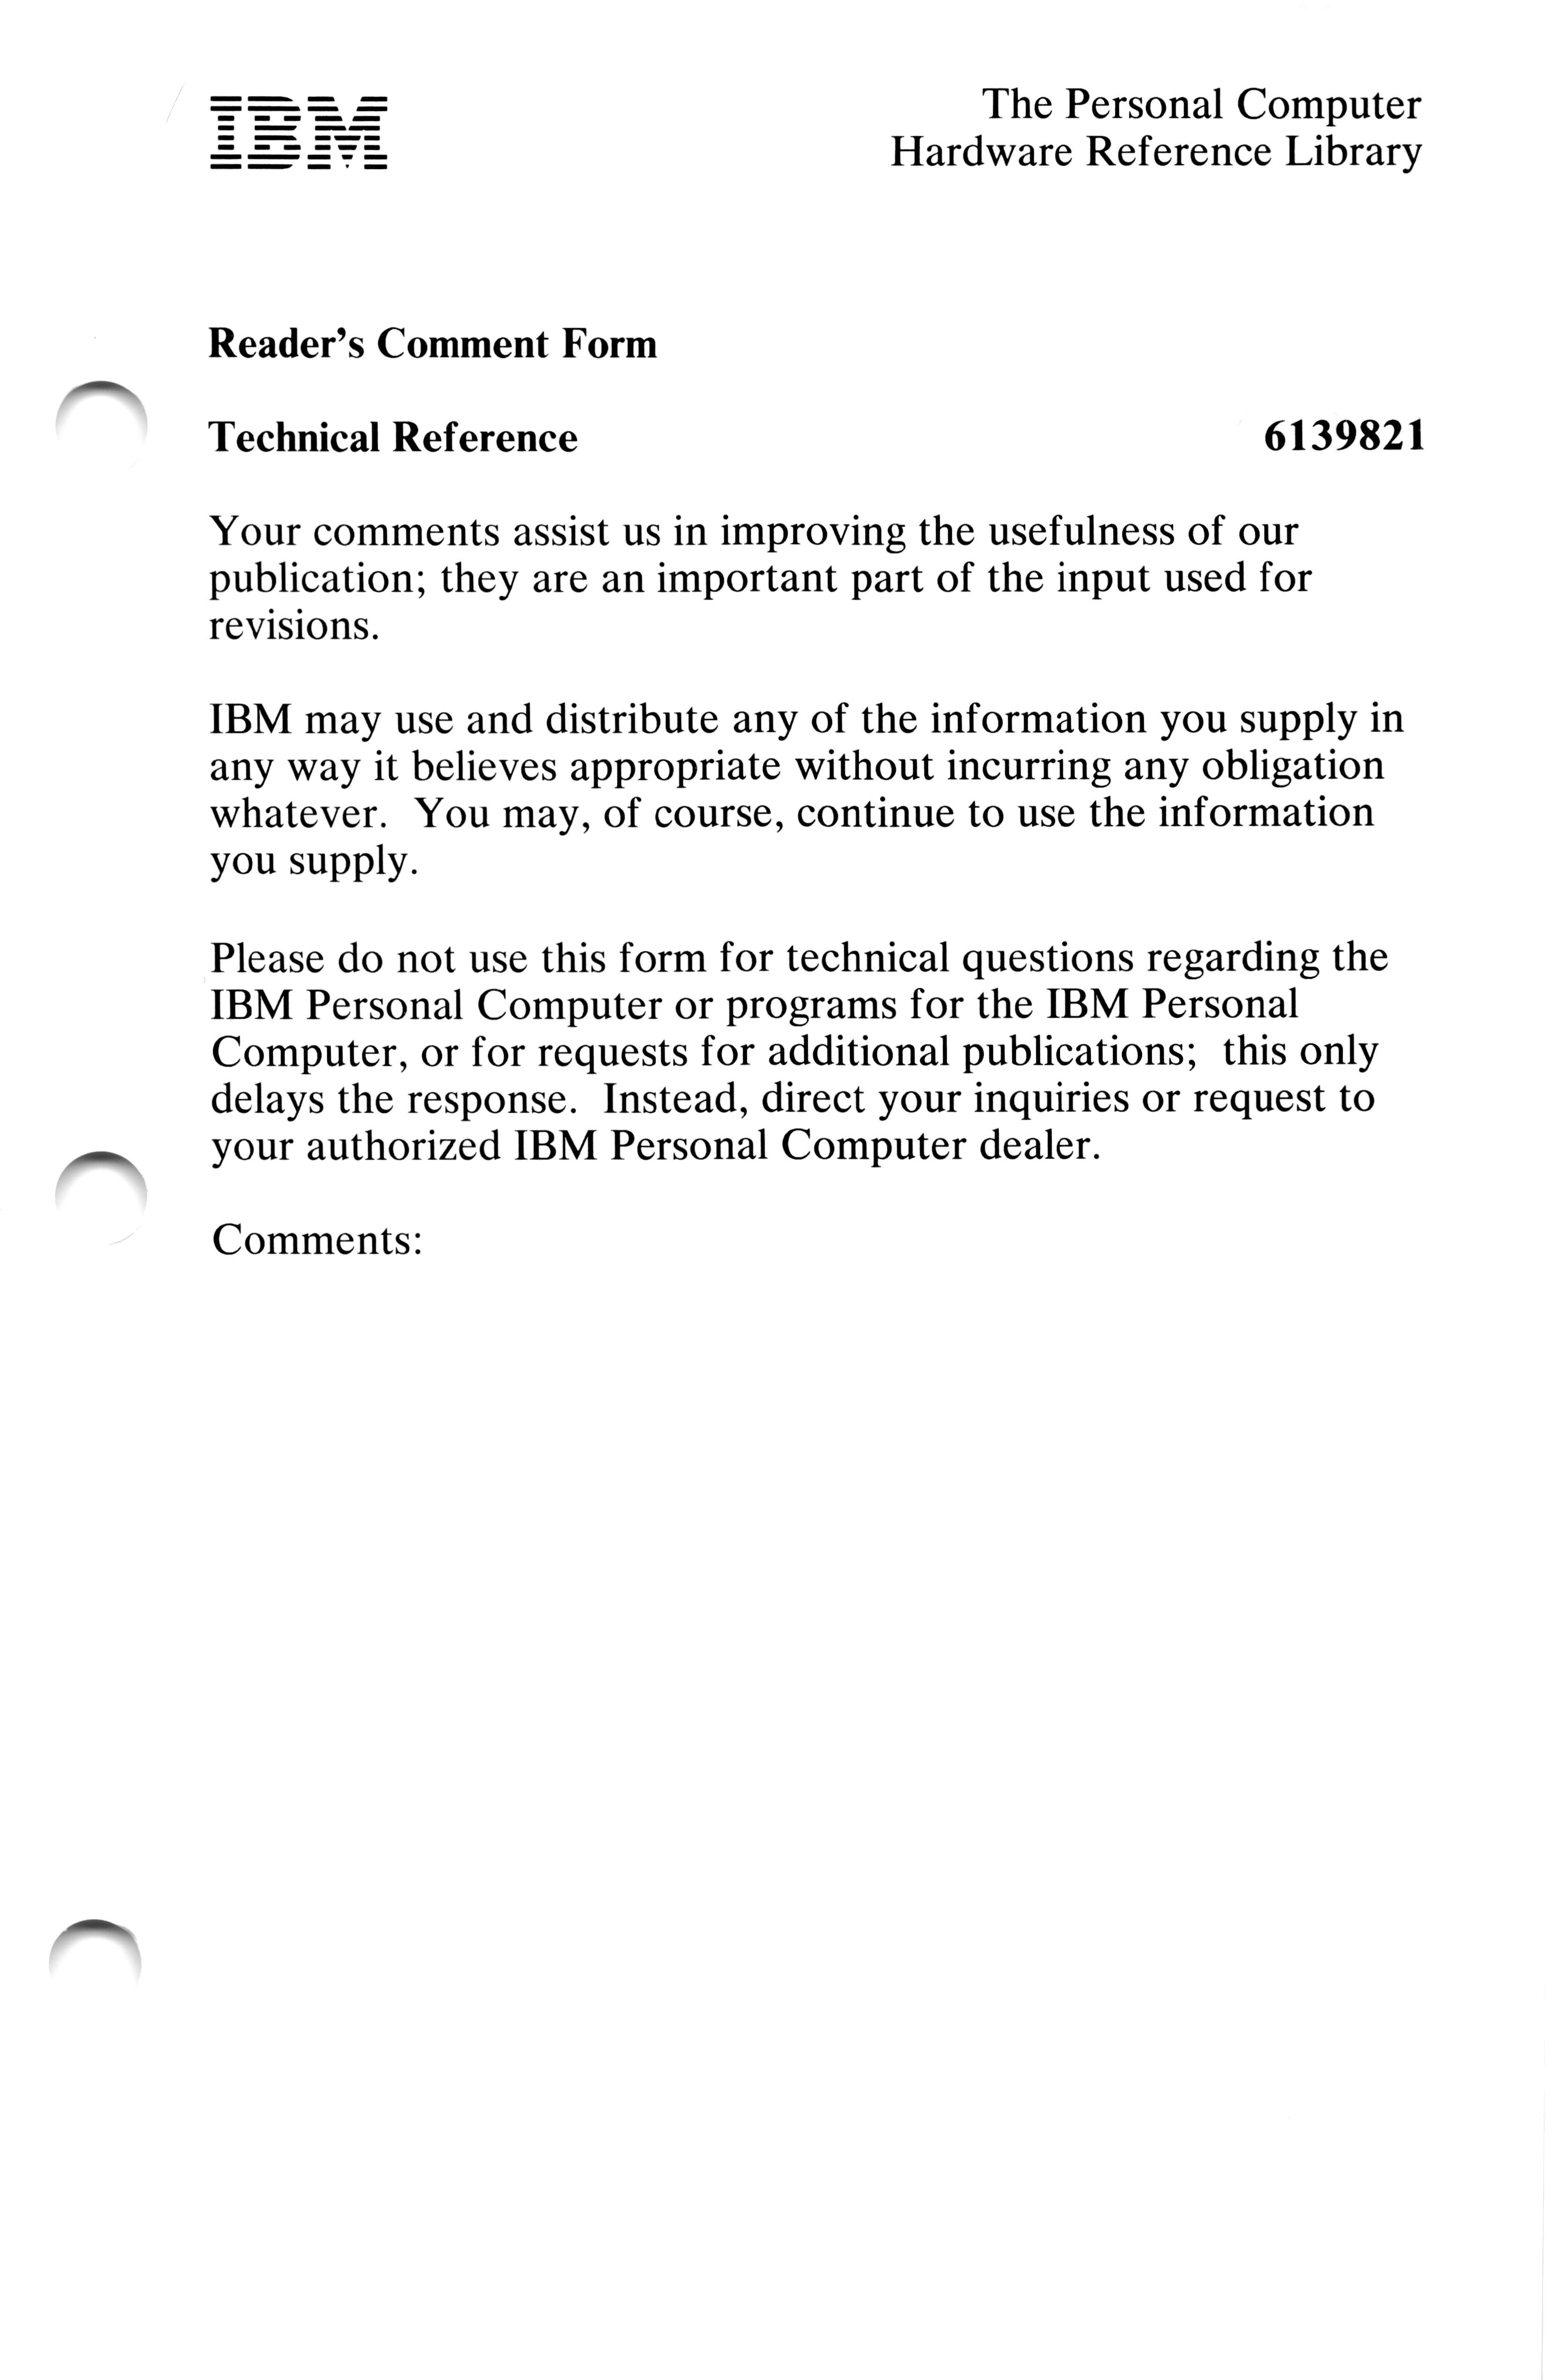 IBM
The Personal Computer
Hardware Reference Library
Reader's Comment Form
Technical Reference 6139821
Your comments assist us in improving the usefulness of our
publication; they are an important part of the input used for
revisions.
IBM may use and distribute any of the information you supply in
any way it believes appropriate without incurring any obligation
whatever.  You may, of course, continue to use the information
you supply.
Please do not use this form for technical questions regarding the
IBM Personal Computer or programs for the IBM Personal
Computer, or for requests for additional publications;  this only
delays the response.  Instead, direct your inquiries or request to
your authorized IBM Personal Computer dealer.
Comments: